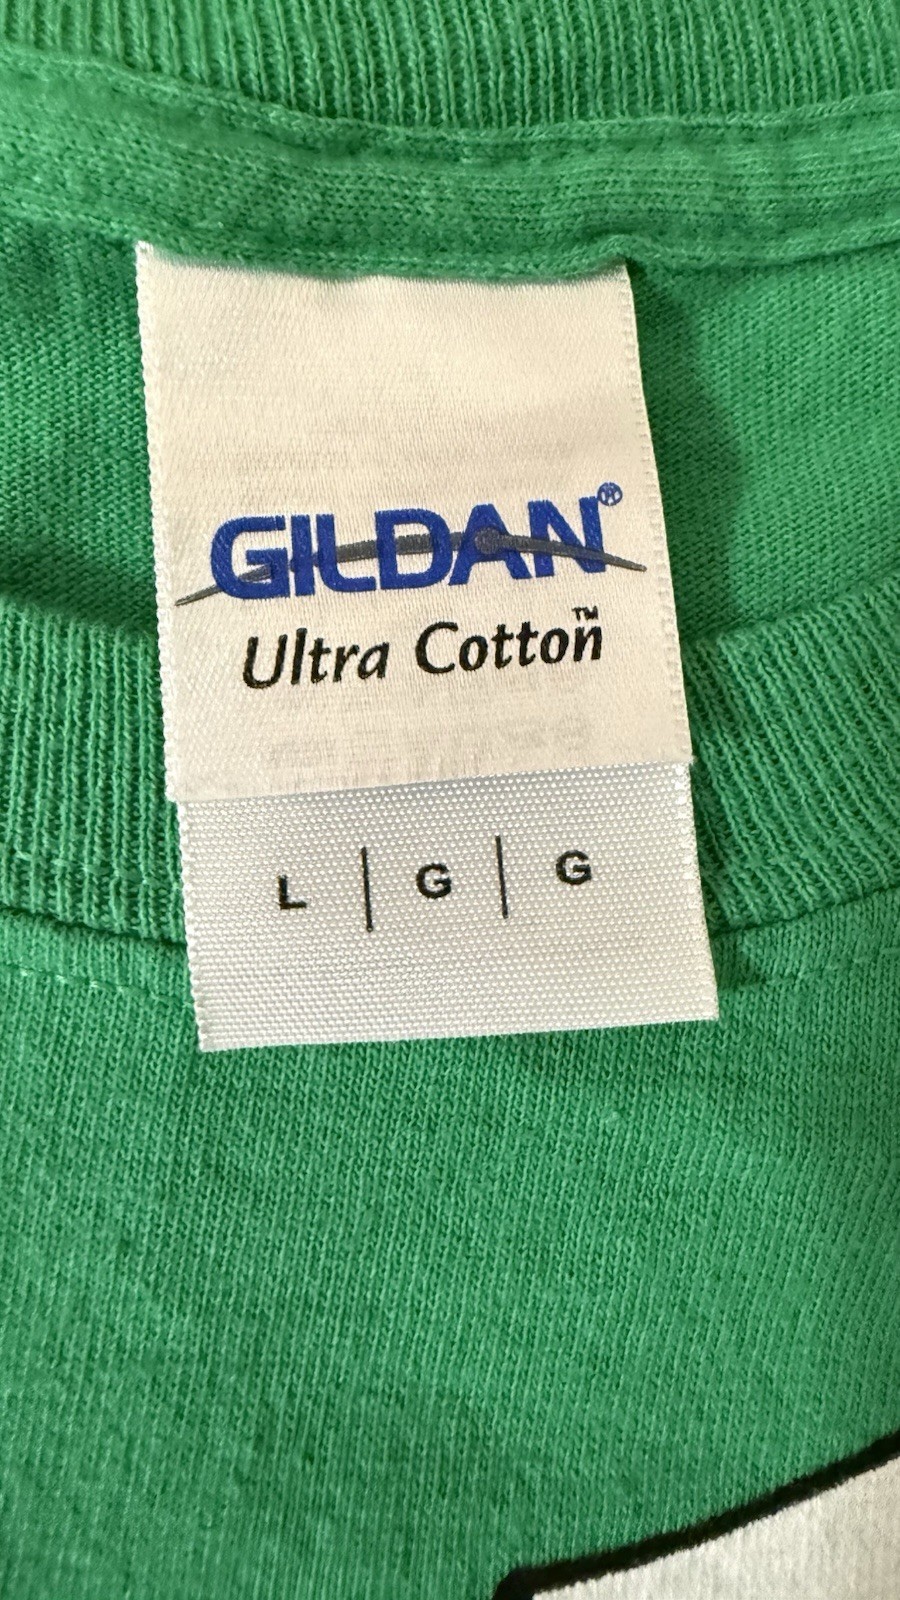 GILDAN®
Ultra Cotton™
L | G | G